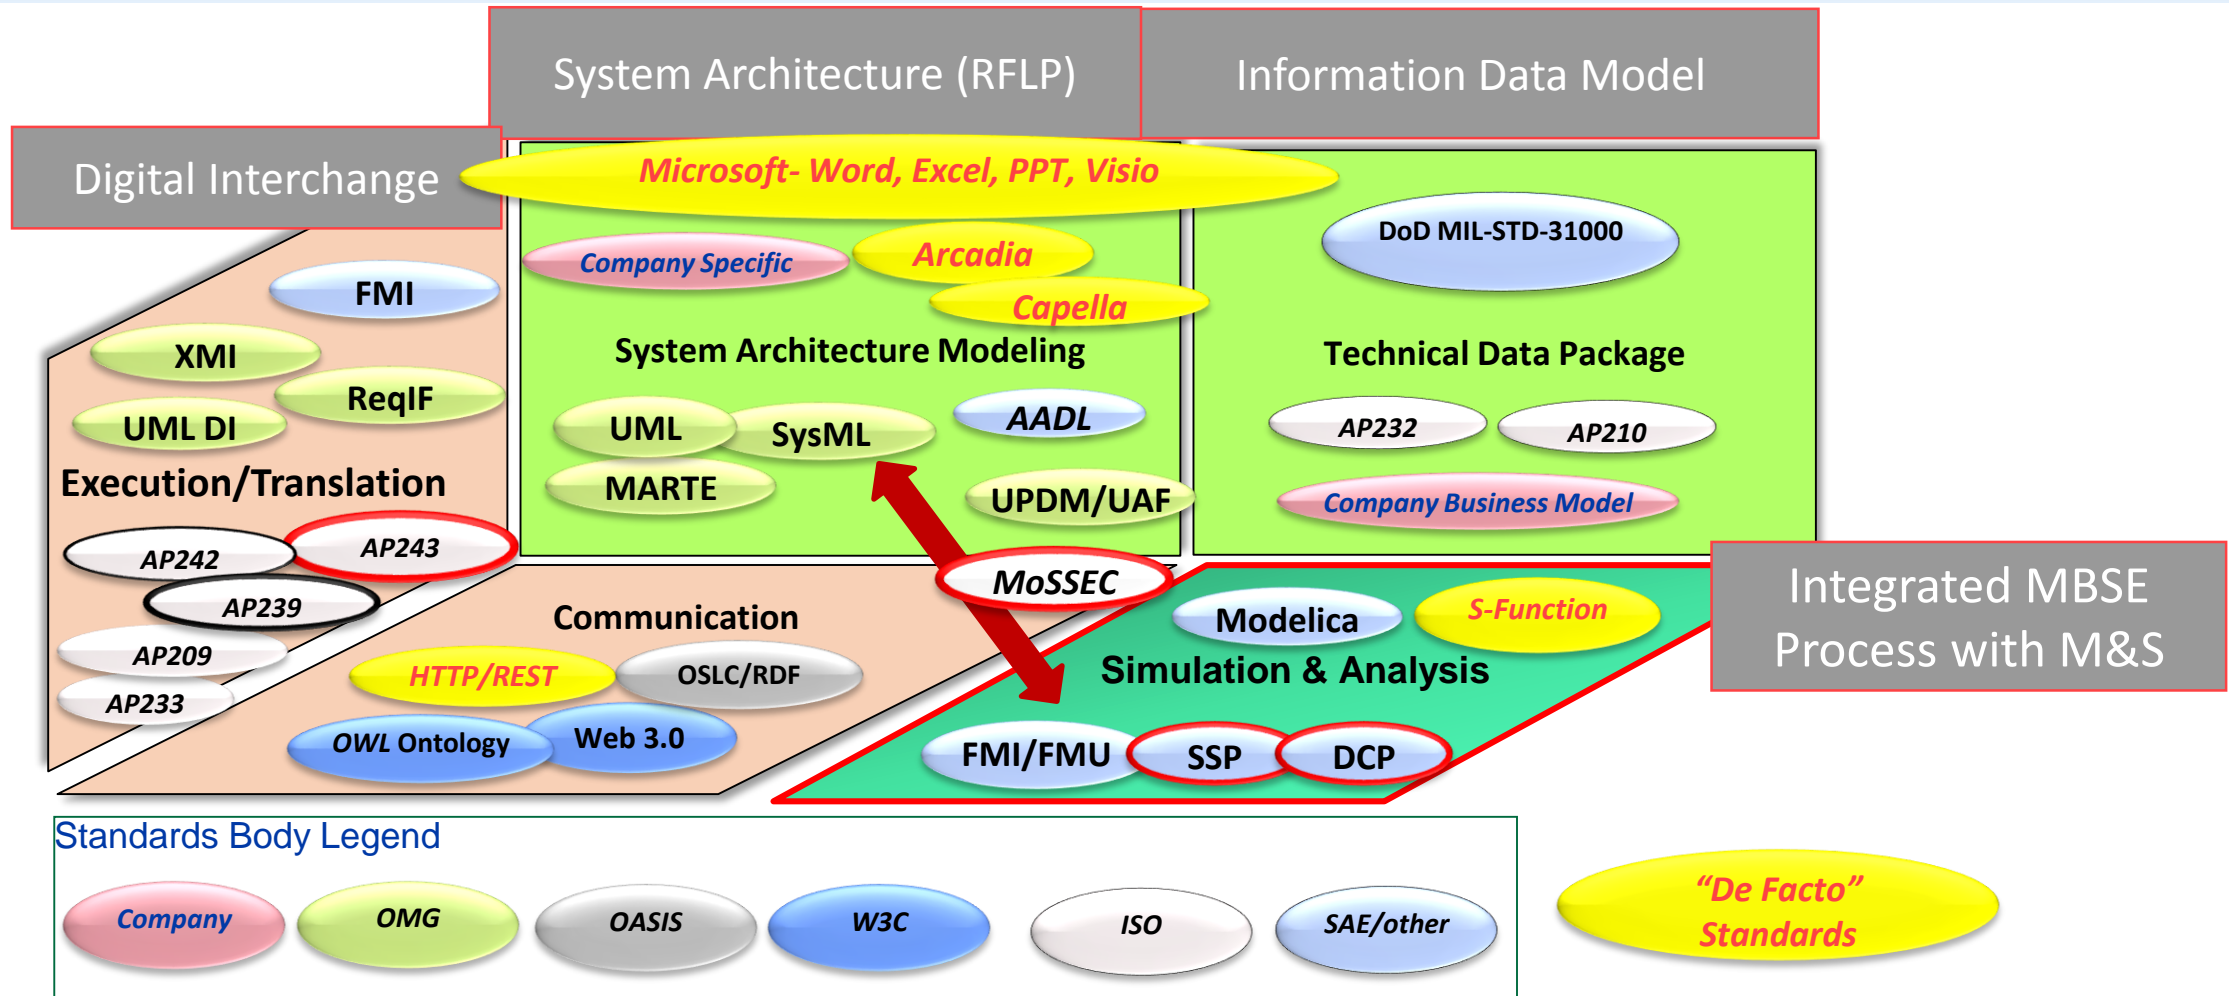 System Architecture (RFLP)
Information Data Model
Digital Interchange
Microsoft- Word, Excel, PPT, Visio
Company Specific
Arcadia
Capella
System Architecture Modeling
UML
SysML
AADL
MARTE
UPDM/UAF
DoD MIL-STD-31000
Technical Data Package
AP232
AP210
Company Business Model
FMI
XMI
ReqIF
UML DI
Execution/Translation
AP242
AP243
AP239
AP209
AP233
Communication
HTTP/REST
OSLC/RDF
OWL Ontology
Web 3.0
MoSSEC
Modelica
S-Function
Simulation & Analysis
FMI/FMU
SSP
DCP
Integrated MBSE
Process with M&S
Standards Body Legend
Company
OMG
OASIS
W3C
ISO
SAE/other
“De Facto”
Standards